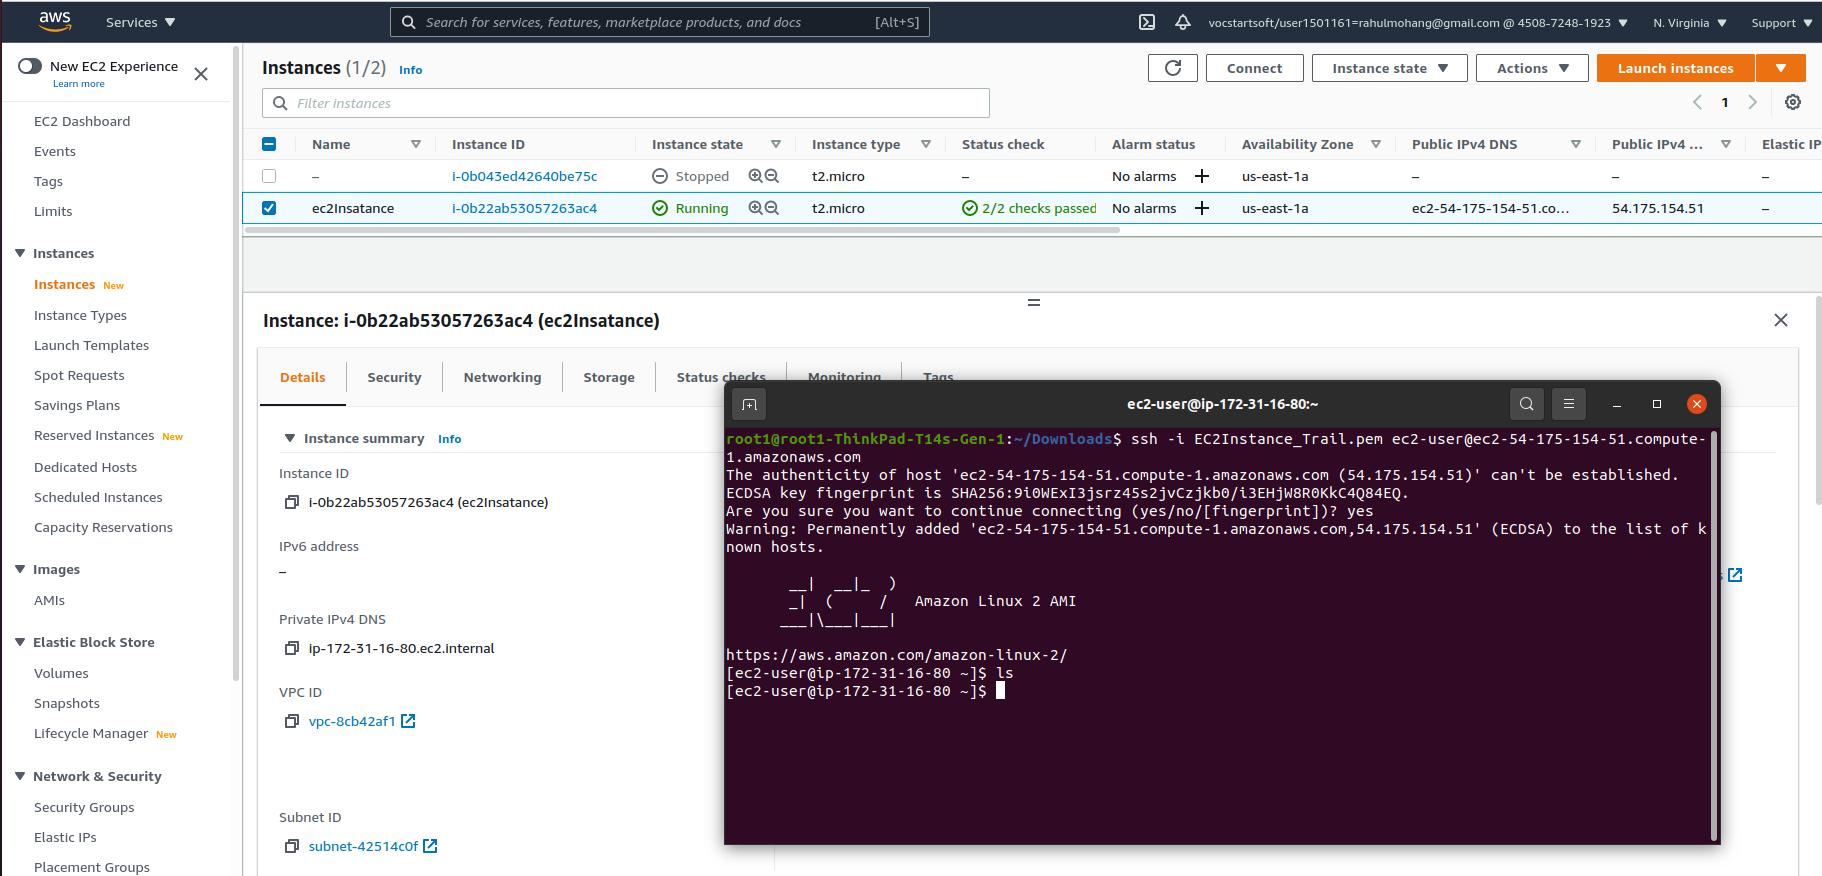 aws
Services
Search for services, features, marketplace products, and docs [Alt+S]
vocstartsoft/user1501161=rahulmohang@gmail.com @ 4508-7248-1923
N. Virginia
Support
New EC2 Experience
Learn more
EC2 Dashboard
Events
Tags
Limits
Instances
Instances New
Instance Types
Launch Templates
Spot Requests
Savings Plans
Reserved Instances New
Dedicated Hosts
Scheduled Instances
Capacity Reservations
Images
AMIs
Elastic Block Store
Volumes
Snapshots
Lifecycle Manager New
Network & Security
Security Groups
Elastic IPs
Placement Groups
Instances (1/2) Info
Connect
Instance state
Actions
Launch instances
Filter instances
1
Name Instance ID Instance state Instance type Status check Alarm status Availability Zone Public IPv4 DNS Public IPv4 ... Elastic IP
– i-0b043ed42640be75c Stopped t2.micro – No alarms + us-east-1a – – –
ec2Insatance i-0b22ab53057263ac4 Running t2.micro 2/2 checks passed No alarms + us-east-1a ec2-54-175-154-51.co... 54.175.154.51 –
Instance: i-0b22ab53057263ac4 (ec2Insatance)
Details Security Networking Storage Status checks Monitoring Tags
Instance summary Info
Instance ID
i-0b22ab53057263ac4 (ec2Insatance)
IPv6 address
–
Private IPv4 DNS
ip-172-31-16-80.ec2.internal
VPC ID
vpc-8cb42af1
Subnet ID
subnet-42514c0f
ec2-user@ip-172-31-16-80:~
root1@root1-ThinkPad-T14s-Gen-1:~/Downloads$ ssh -i EC2Instance_Trail.pem ec2-user@ec2-54-175-154-51.compute-
1.amazonaws.com
The authenticity of host 'ec2-54-175-154-51.compute-1.amazonaws.com (54.175.154.51)' can't be established.
ECDSA key fingerprint is SHA256:9i0WExI3jsrz45s2jvCzjkb0/i3EHjW8R0KkC4Q84EQ.
Are you sure you want to continue connecting (yes/no/[fingerprint])? yes
Warning: Permanently added 'ec2-54-175-154-51.compute-1.amazonaws.com,54.175.154.51' (ECDSA) to the list of k
nown hosts.
__| __|_ )
_| ( / Amazon Linux 2 AMI
___|\___|___|
https://aws.amazon.com/amazon-linux-2/
[ec2-user@ip-172-31-16-80 ~]$ ls
[ec2-user@ip-172-31-16-80 ~]$